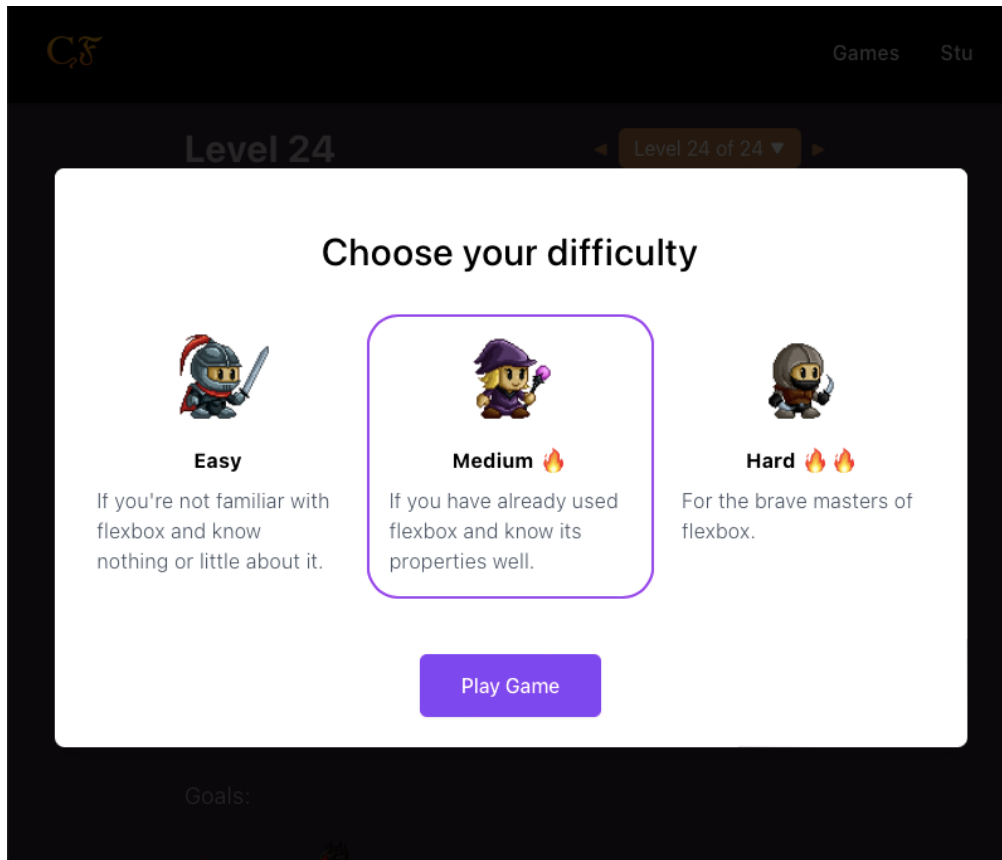 CF
Games
Stu
Level 24
◀ Level 24 of 24 ▼ ▶
Choose your difficulty
Easy
If you're not familiar with
flexbox and know
nothing or little about it.
Medium 🔥
If you have already used
flexbox and know its
properties well.
Hard 🔥🔥
For the brave masters of
flexbox.
Play Game
Goals: